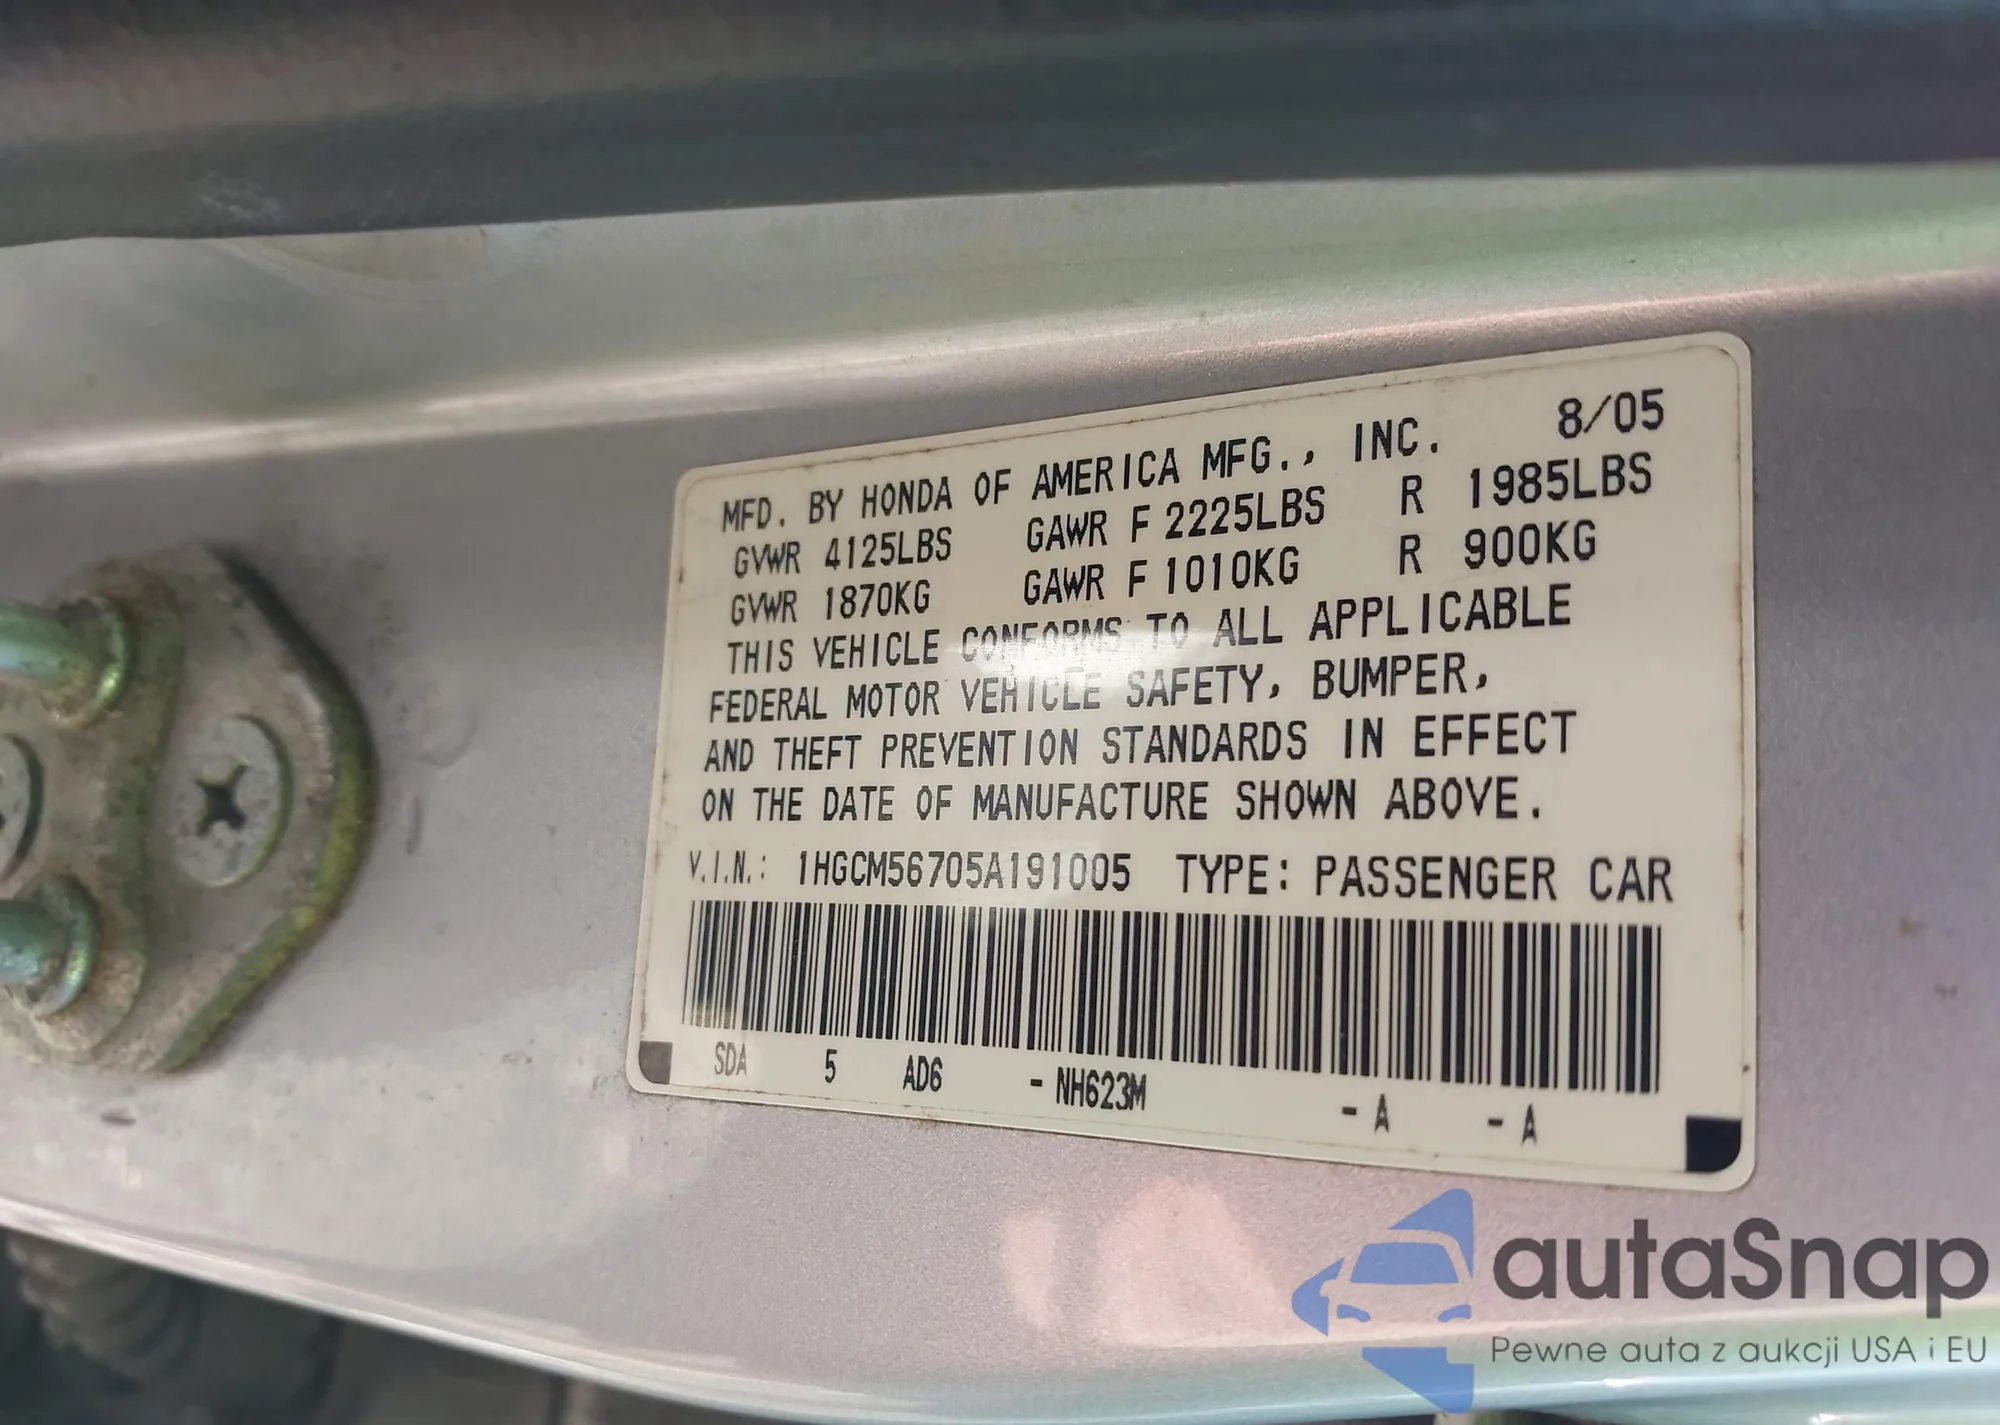 MFD. BY HONDA OF AMERICA MFG., INC. 8/05
GVWR 4125LBS GAWR F 2225LBS R 1985LBS
GVWR 1870KG GAWR F 1010KG R 900KG
THIS VEHICLE CONFORMS TO ALL APPLICABLE
FEDERAL MOTOR VEHICLE SAFETY, BUMPER,
AND THEFT PREVENTION STANDARDS IN EFFECT
ON THE DATE OF MANUFACTURE SHOWN ABOVE.
V.I.N.: 1HGCM56705A191005 TYPE: PASSENGER CAR
SDA 5 AD6 - NH623M - A - A
autaSnap
Pewne auta z aukcji USA i EU